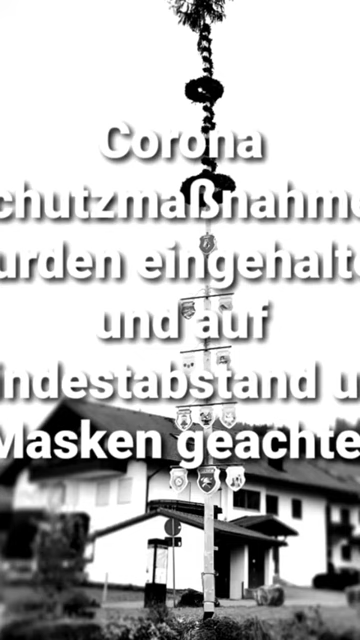 Corona
chutzmaßnahme
urden eingehalte
und auf
indestabstand u
Masken geachte